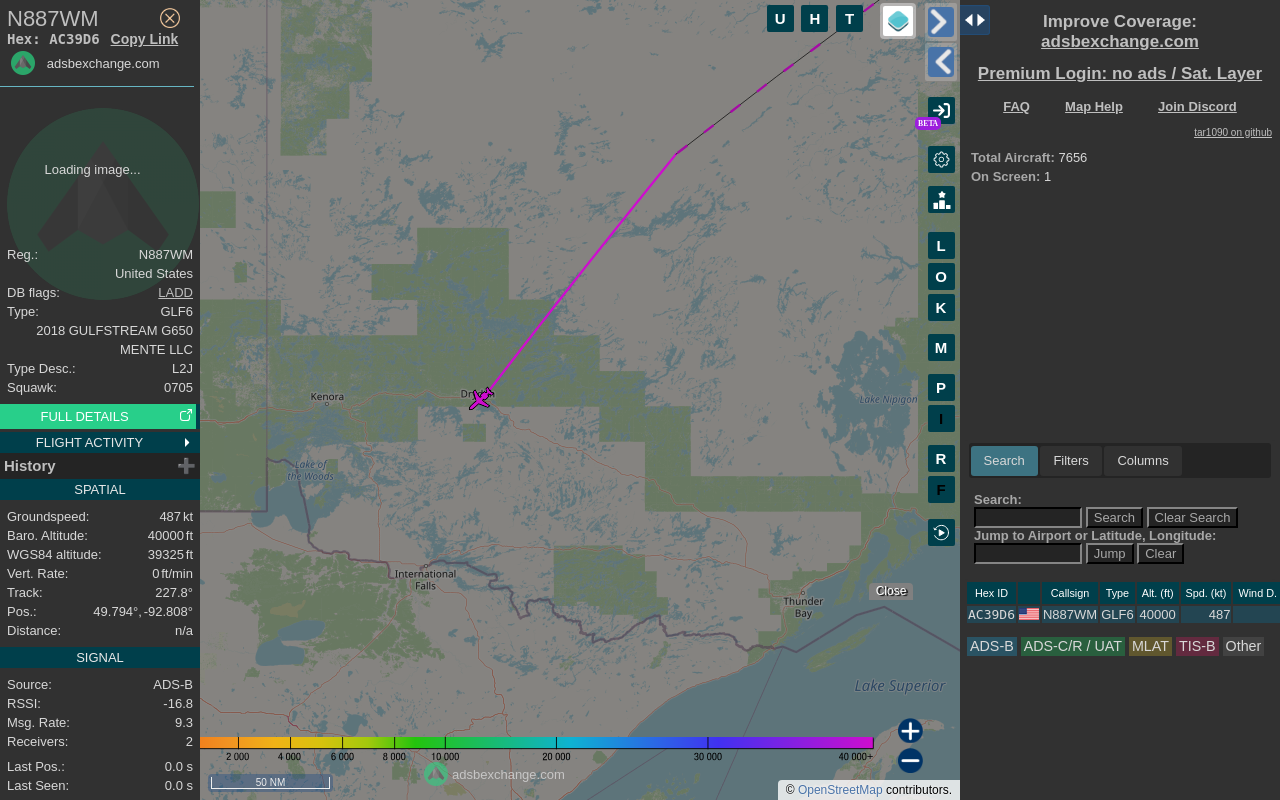 N887WM
Hex: AC39D6 Copy Link
adsbexchange.com
Loading image...
Reg.: N887WM
United States
DB flags: LADD
Type: GLF6
2018 GULFSTREAM G650
MENTE LLC
Type Desc.: L2J
Squawk: 0705
FULL DETAILS
FLIGHT ACTIVITY
History
SPATIAL
Groundspeed: 487 kt
Baro. Altitude: 40000 ft
WGS84 altitude: 39325 ft
Vert. Rate: 0 ft/min
Track: 227.8°
Pos.: 49.794°, -92.808°
Distance: n/a
SIGNAL
Source: ADS-B
RSSI: -16.8
Msg. Rate: 9.3
Receivers: 2
Last Pos.: 0.0 s
Last Seen: 0.0 s
U H T
BETA
L
O
K
M
P
I
R
F
Kenora
Lake Nipigon
Lake of
the Woods
International
Falls
Thunder
Bay
Close
Lake Superior
2 000 4 000 6 000 8 000 10 000 20 000 30 000 40 000+
adsbexchange.com
50 NM
© OpenStreetMap contributors.
Improve Coverage:
adsbexchange.com
Premium Login: no ads / Sat. Layer
FAQ Map Help Join Discord
tar1090 on github
Total Aircraft: 7656
On Screen: 1
Search Filters Columns
Search:
Search Clear Search
Jump to Airport or Latitude, Longitude:
Jump Clear
Hex ID Callsign Type Alt. (ft) Spd. (kt) Wind D.
AC39D6 N887WM GLF6 40000 487
ADS-B ADS-C/R / UAT MLAT TIS-B Other